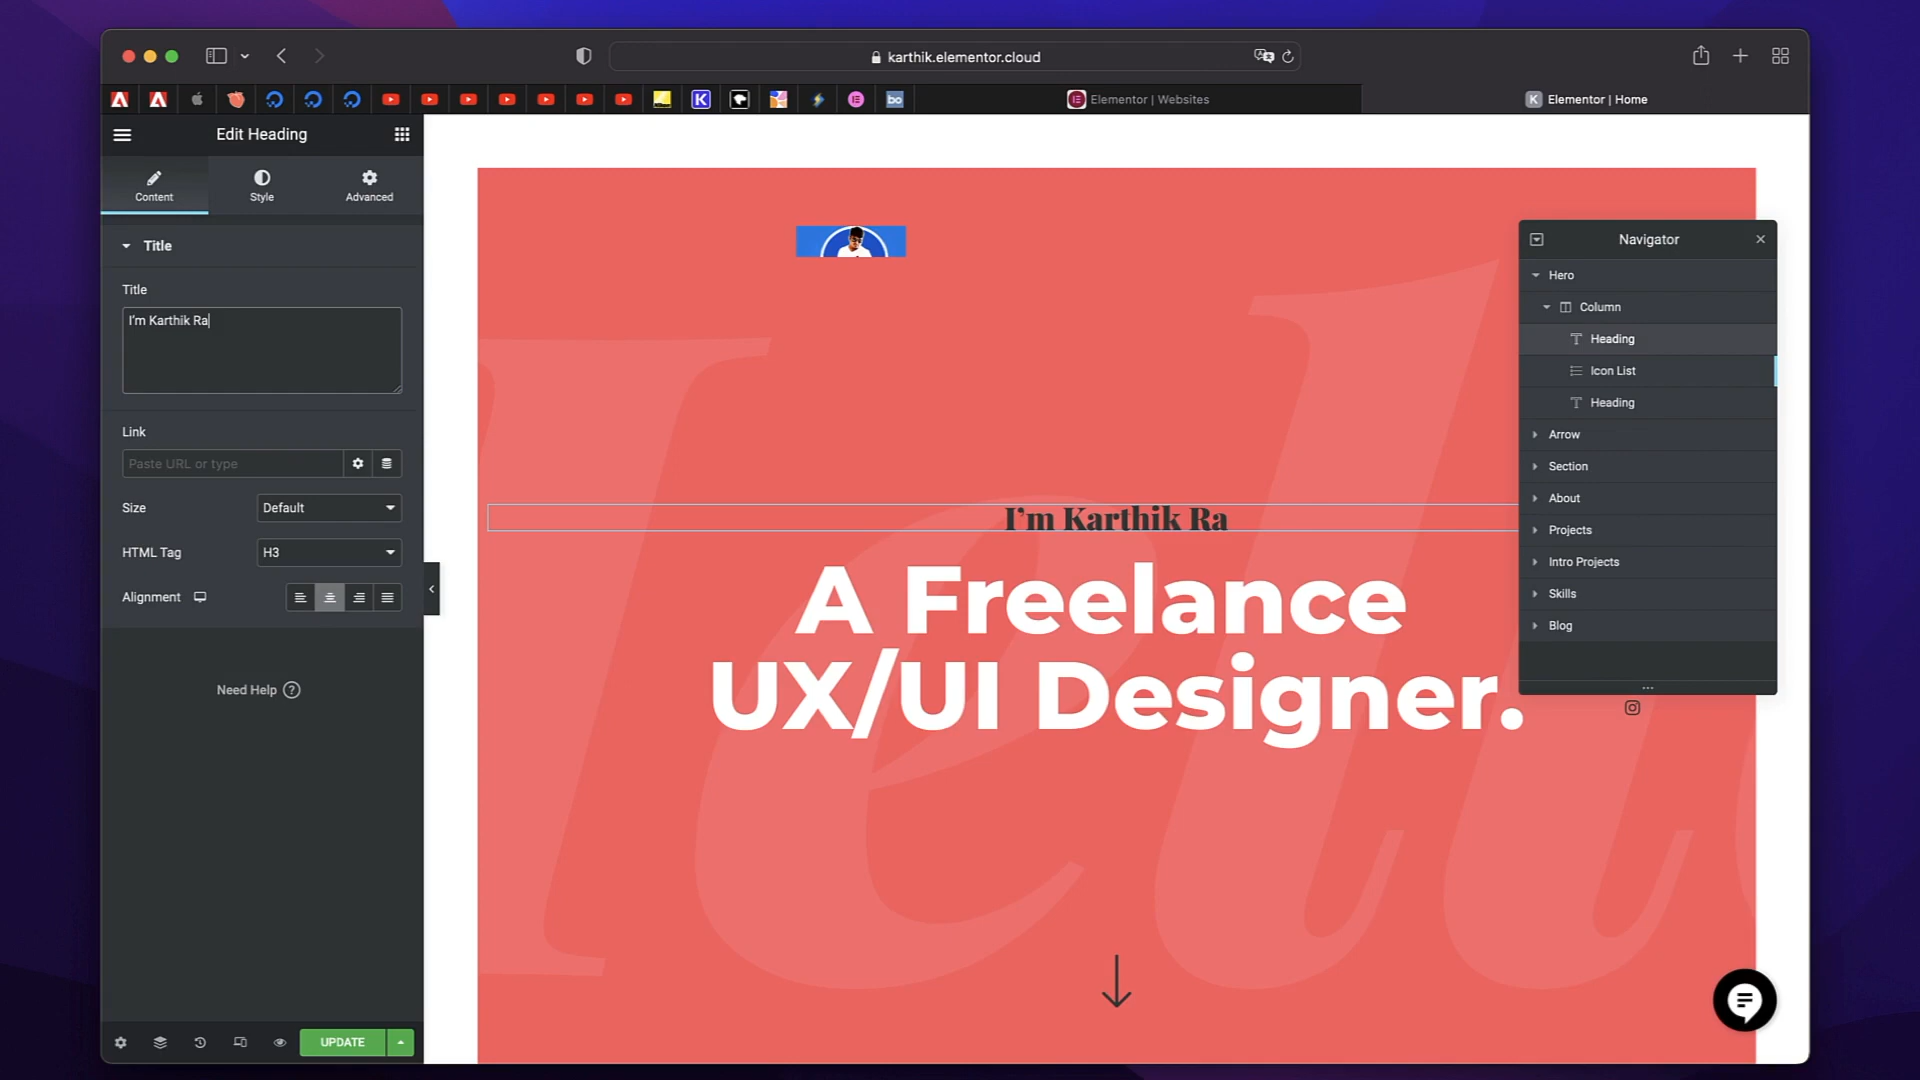 karthik.elementor.cloud
Elementor | Websites
K Elementor | Home
Edit Heading
Content
Style
Advanced
Title
Title
I'm Karthik Ra
Link
Paste URL or type
Size
Default
HTML Tag
H3
Alignment
Need Help ?
UPDATE
I'm Karthik Ra
A Freelance
UX/UI Designer.
Hell
Navigator
Hero
Column
Heading
Icon List
Heading
Arrow
Section
About
Projects
Intro Projects
Skills
Blog